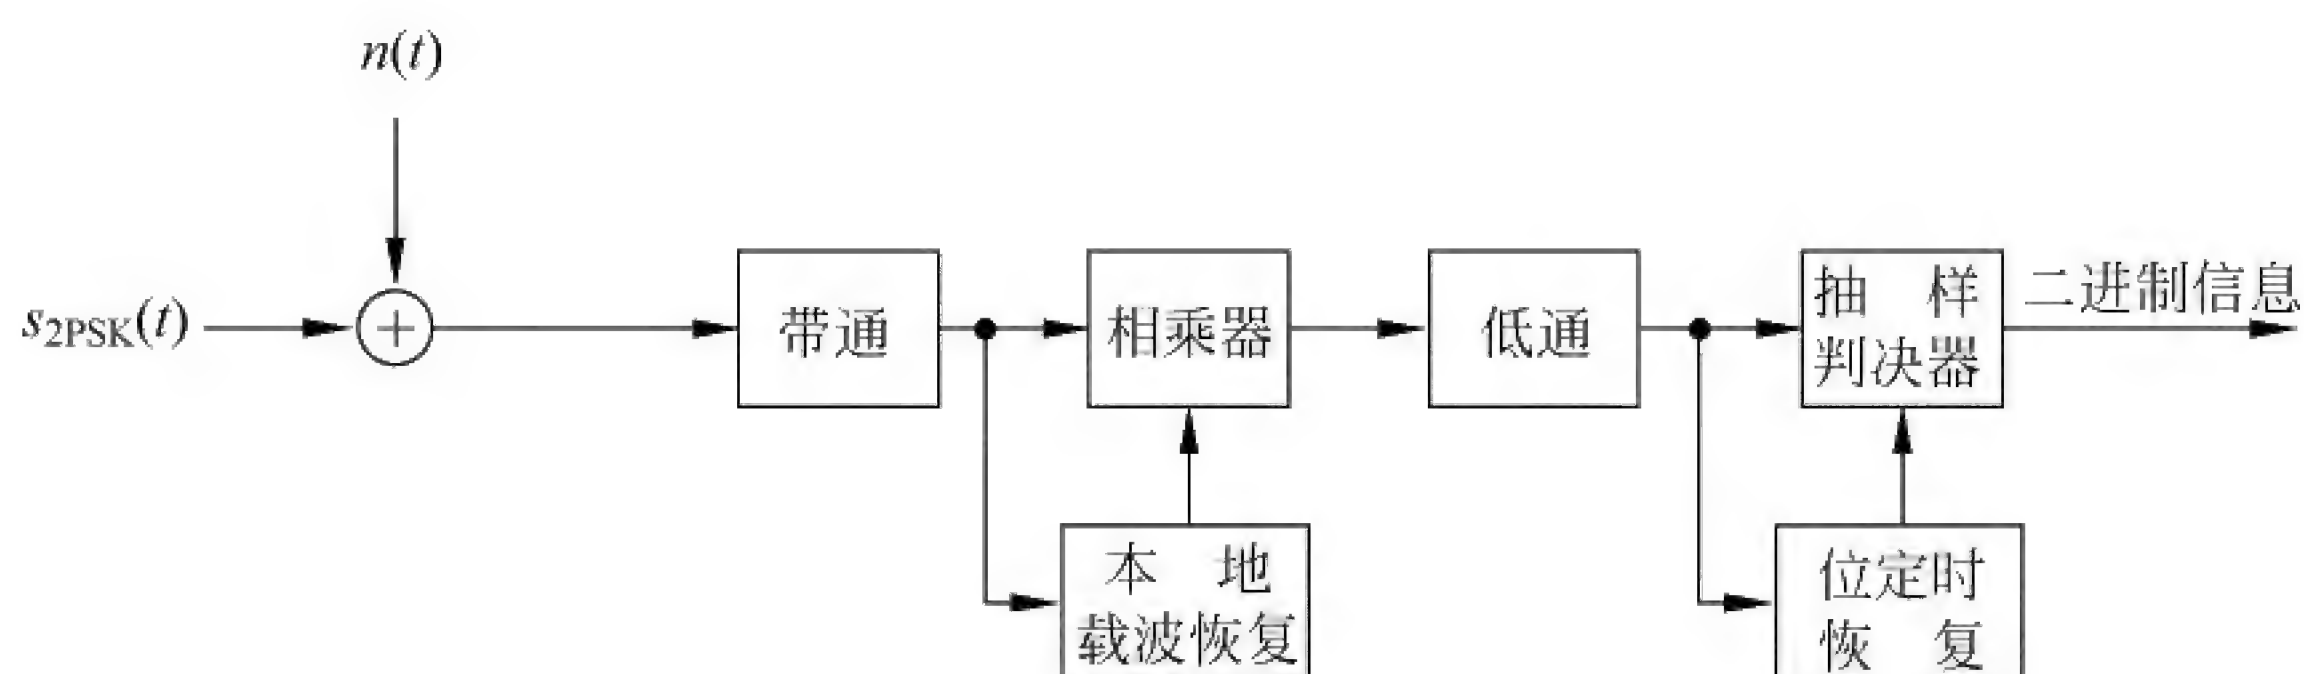 n(t)
s2PSK(t)
带通
相乘器
低通
抽 样
判决器
二进制信息
本 地
载波恢复
位定时
恢 复